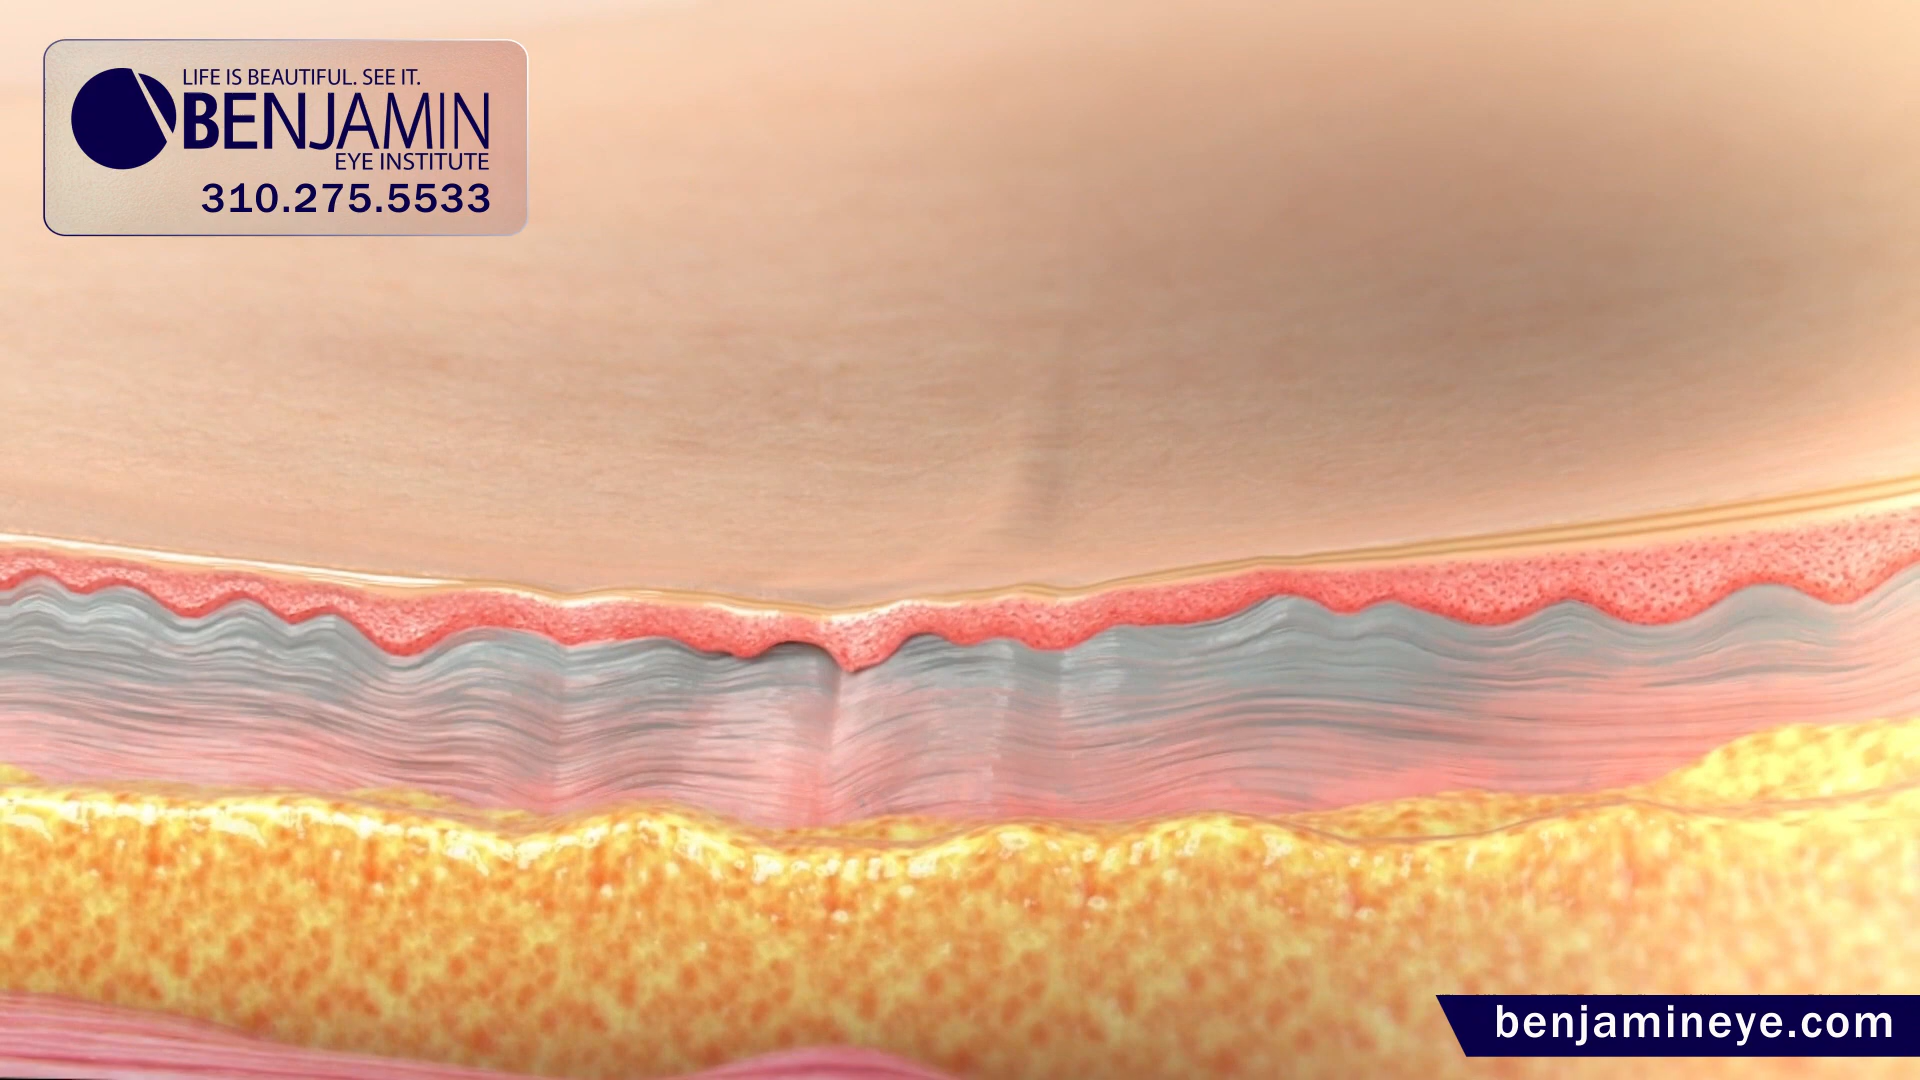 LIFE IS BEAUTIFUL. SEE IT.
BENJAMIN
EYE INSTITUTE
310.275.5533
benjamineye.com